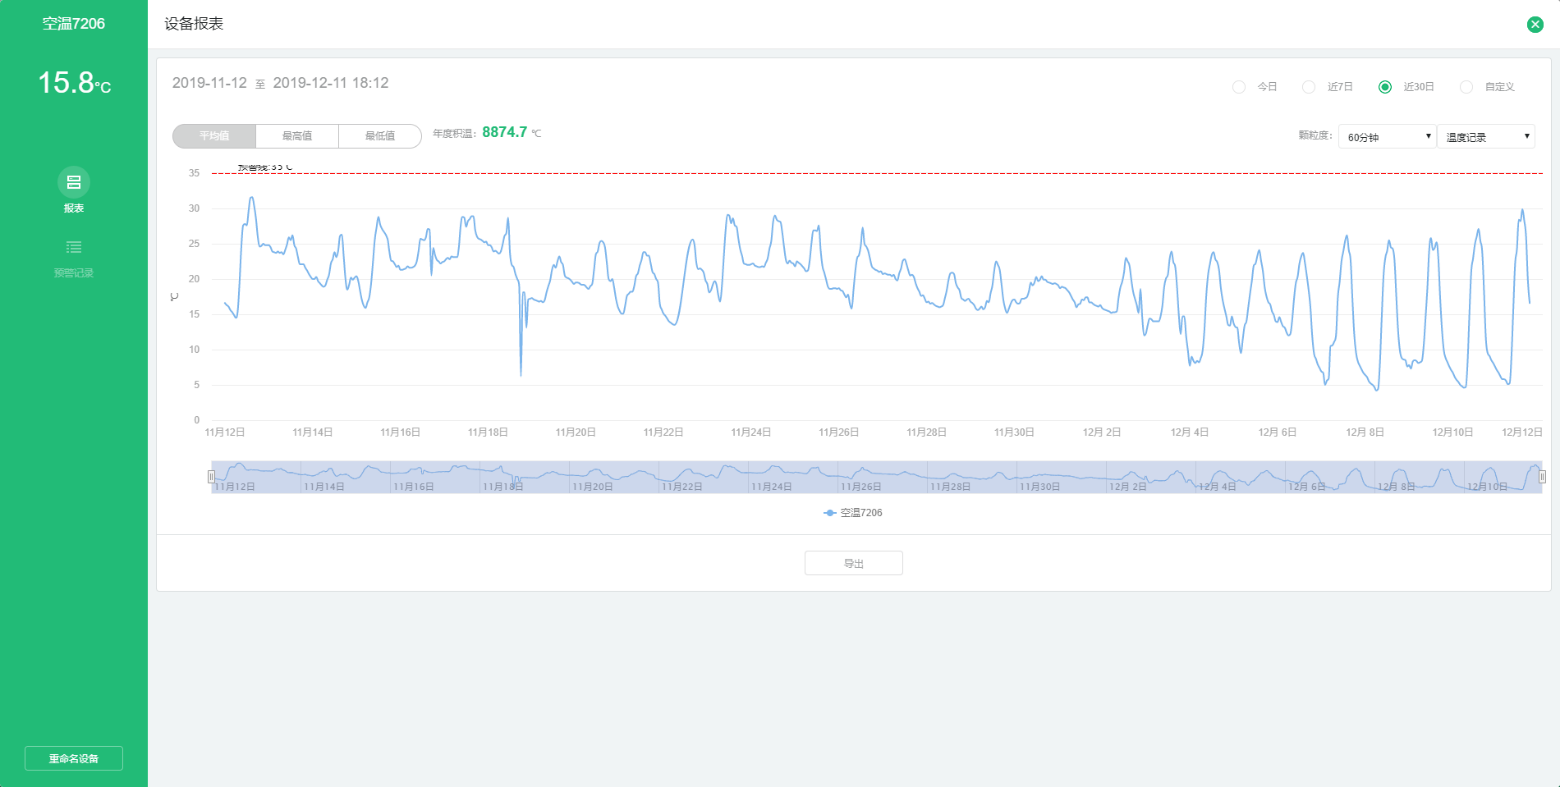 空温7206
15.8℃
报表
预警记录
重命名设备
设备报表
2019-11-12 至 2019-12-11 18:12
今日 近7日 近30日 自定义
平均值 最高值 最低值 年度积温: 8874.7 ℃
颗粒度: 60分钟 温度记录
预警线:35℃
35
30
25
20
15
10
5
0
℃
11月12日 11月14日 11月16日 11月18日 11月20日 11月22日 11月24日 11月26日 11月28日 11月30日 12月 2日 12月 4日 12月 6日 12月 8日 12月10日 12月12日
11月12日 11月14日 11月16日 11月18日 11月20日 11月22日 11月24日 11月26日 11月28日 11月30日 12月 2日 12月 4日 12月 6日 12月 8日 12月10日
空温7206
导出